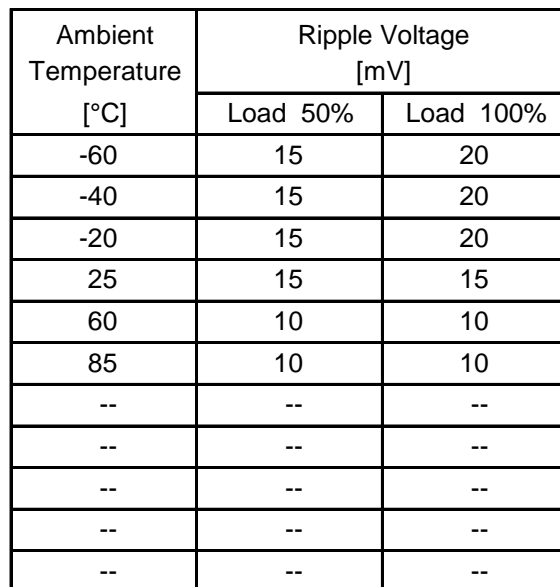 Ambient Temperature [°C] Ripple Voltage [mV]
Load 50% Load 100%
-60 15 20
-40 15 20
-20 15 20
25 15 15
60 10 10
85 10 10
-- -- --
-- -- --
-- -- --
-- -- --
-- -- --